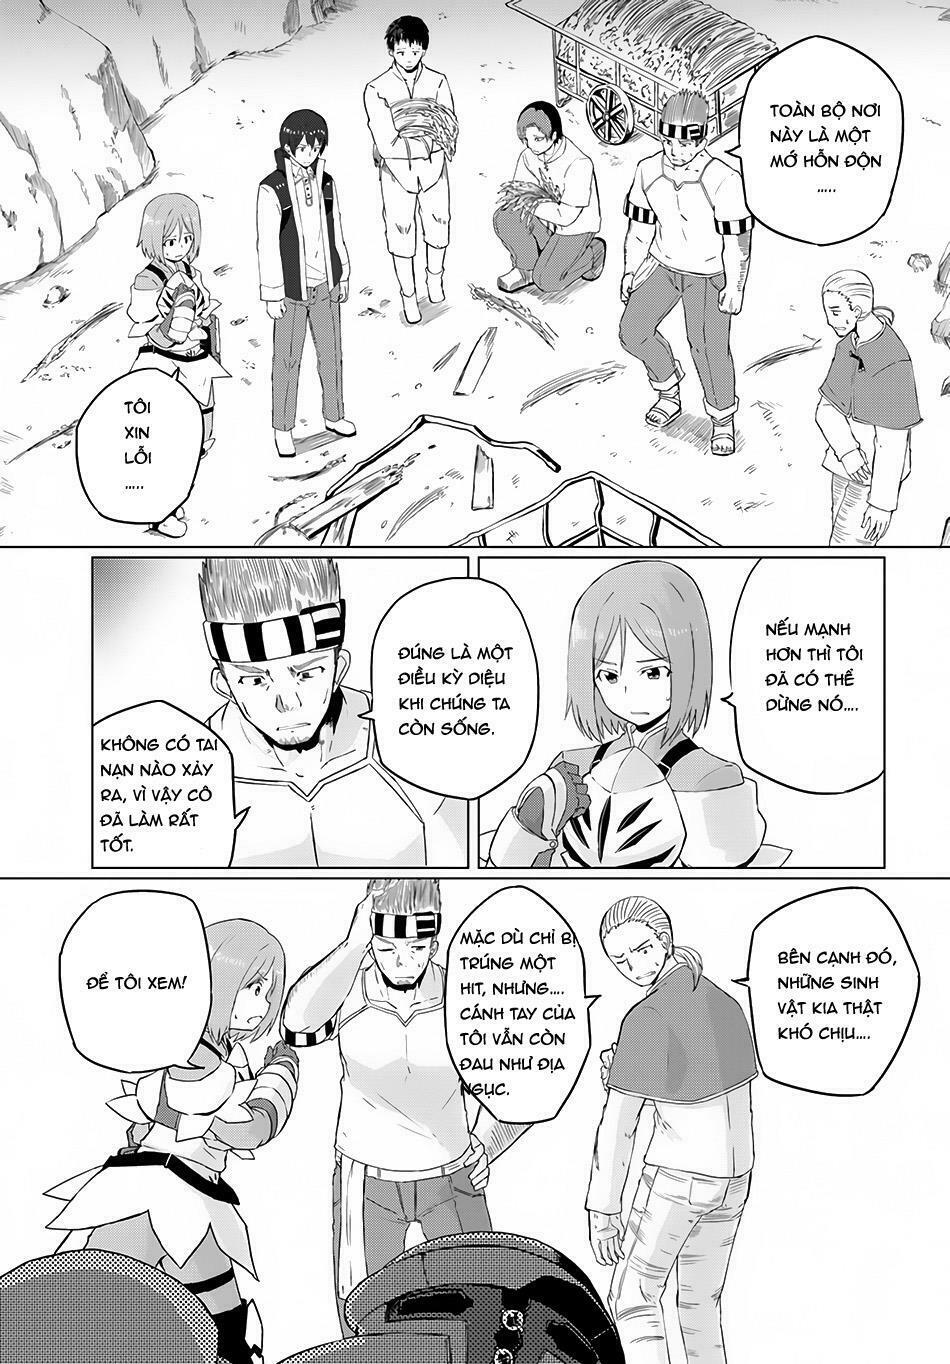 TOÀN BỘ NƠI
NÀY LÀ MỘT
MỚ HỖN ĐỘN
.....
TÔI
XIN
LỖI
.....
NẾU MẠNH
HƠN THÌ TÔI
ĐÃ CÓ THỂ
DỪNG NÓ....
ĐÚNG LÀ MỘT
ĐIỀU KỲ DIỆU
KHI CHÚNG TA
CÒN SỐNG.
KHÔNG CÓ TAI
NẠN NÀO XẢY
RA, VÌ VẬY CÔ
ĐÃ LÀM RẤT
TỐT.
BÊN CẠNH ĐÓ,
NHỮNG SINH
VẬT KIA THẬT
KHÓ CHỊU....
MẶC DÙ CHỈ BỊ
TRÚNG MỘT
HIT, NHƯNG....
CÁNH TAY CỦA
TÔI VẪN CÒN
ĐAU NHƯ ĐỊA
NGỤC.
ĐỂ TÔI XEM!